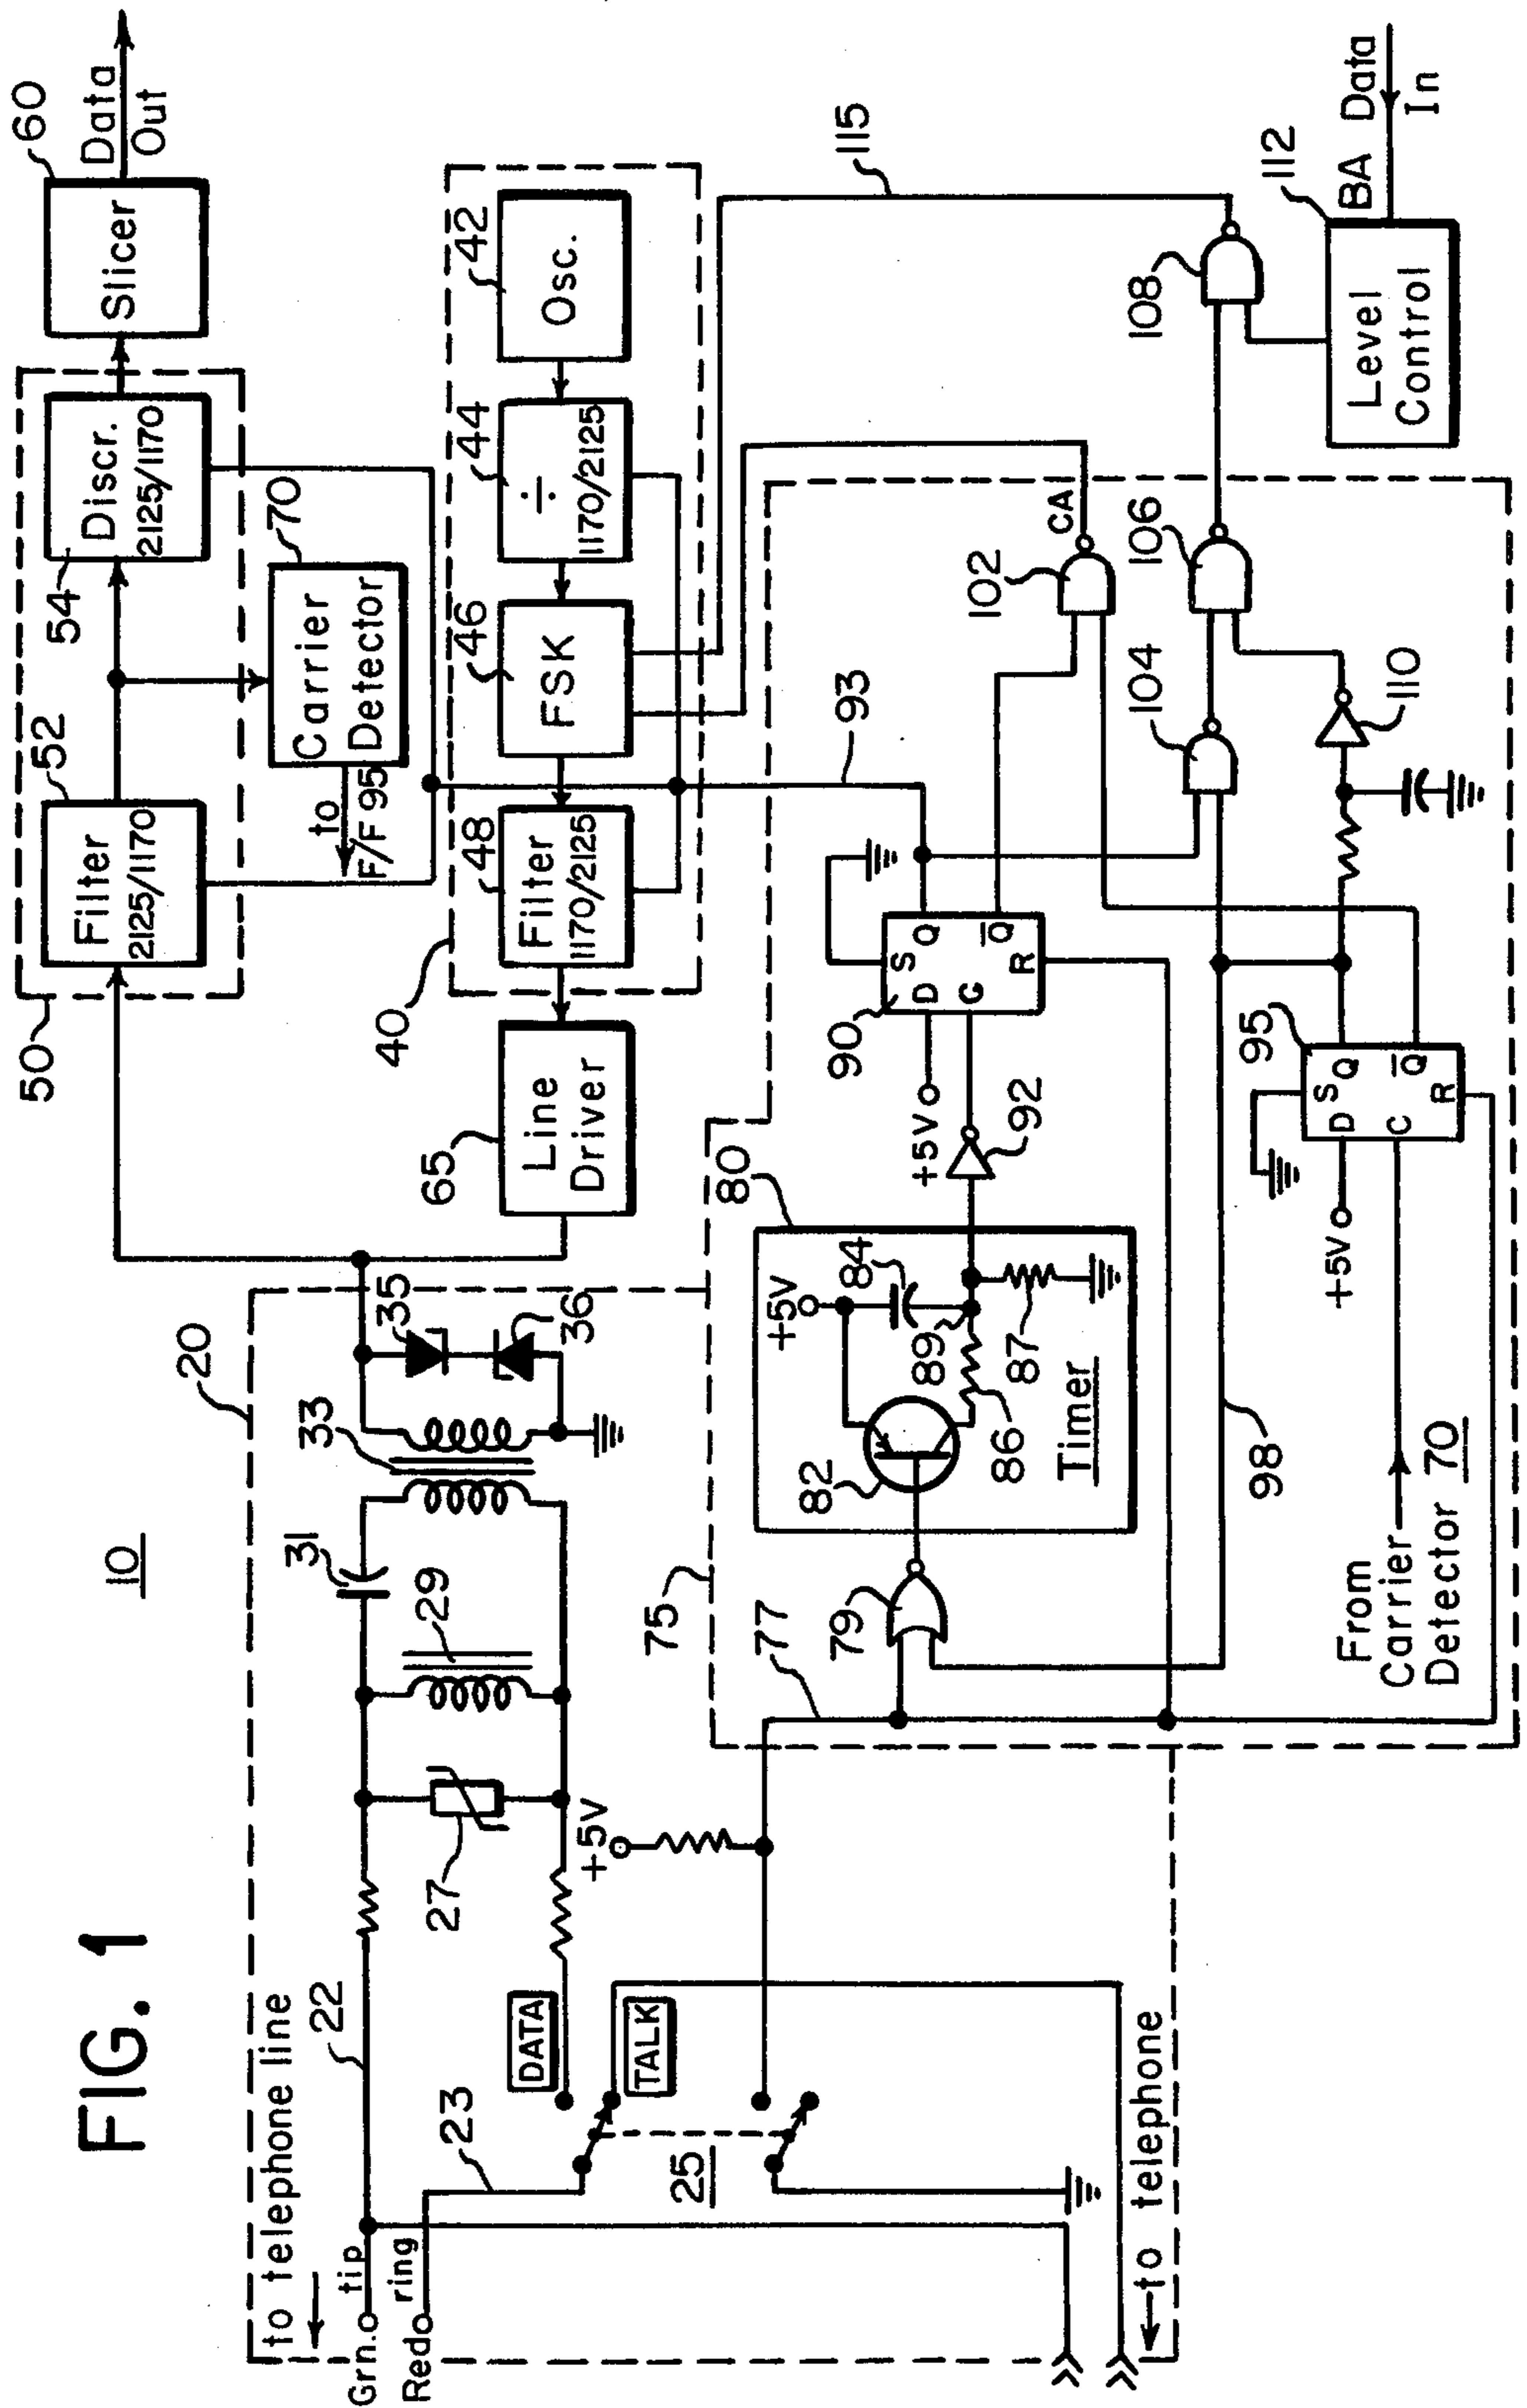 FIG. 1
10
to telephone line
Grn.
tip
Red
ring
22
23
DATA
TALK
25
to telephone
27
29
31
33
35
36
20
+5V
50
Filter
2125/1170
52
54
Discr.
2125/1170
60
Slicer
Data
Out
70
Carrier
Detector
to
F/F 95
40
65
Line
Driver
48
Filter
1170/2125
46
FSK
44
÷
1170/2125
42
Osc.
75
77
79
80
82
+5V
84
89
86
87
Timer
92
+5V
90
S
D
Q
C
Q
R
93
98
From
Carrier
Detector 70
+5V
95
S
D
Q
C
Q
R
102
CA
104
106
110
108
115
112
Level
Control
BA Data
In